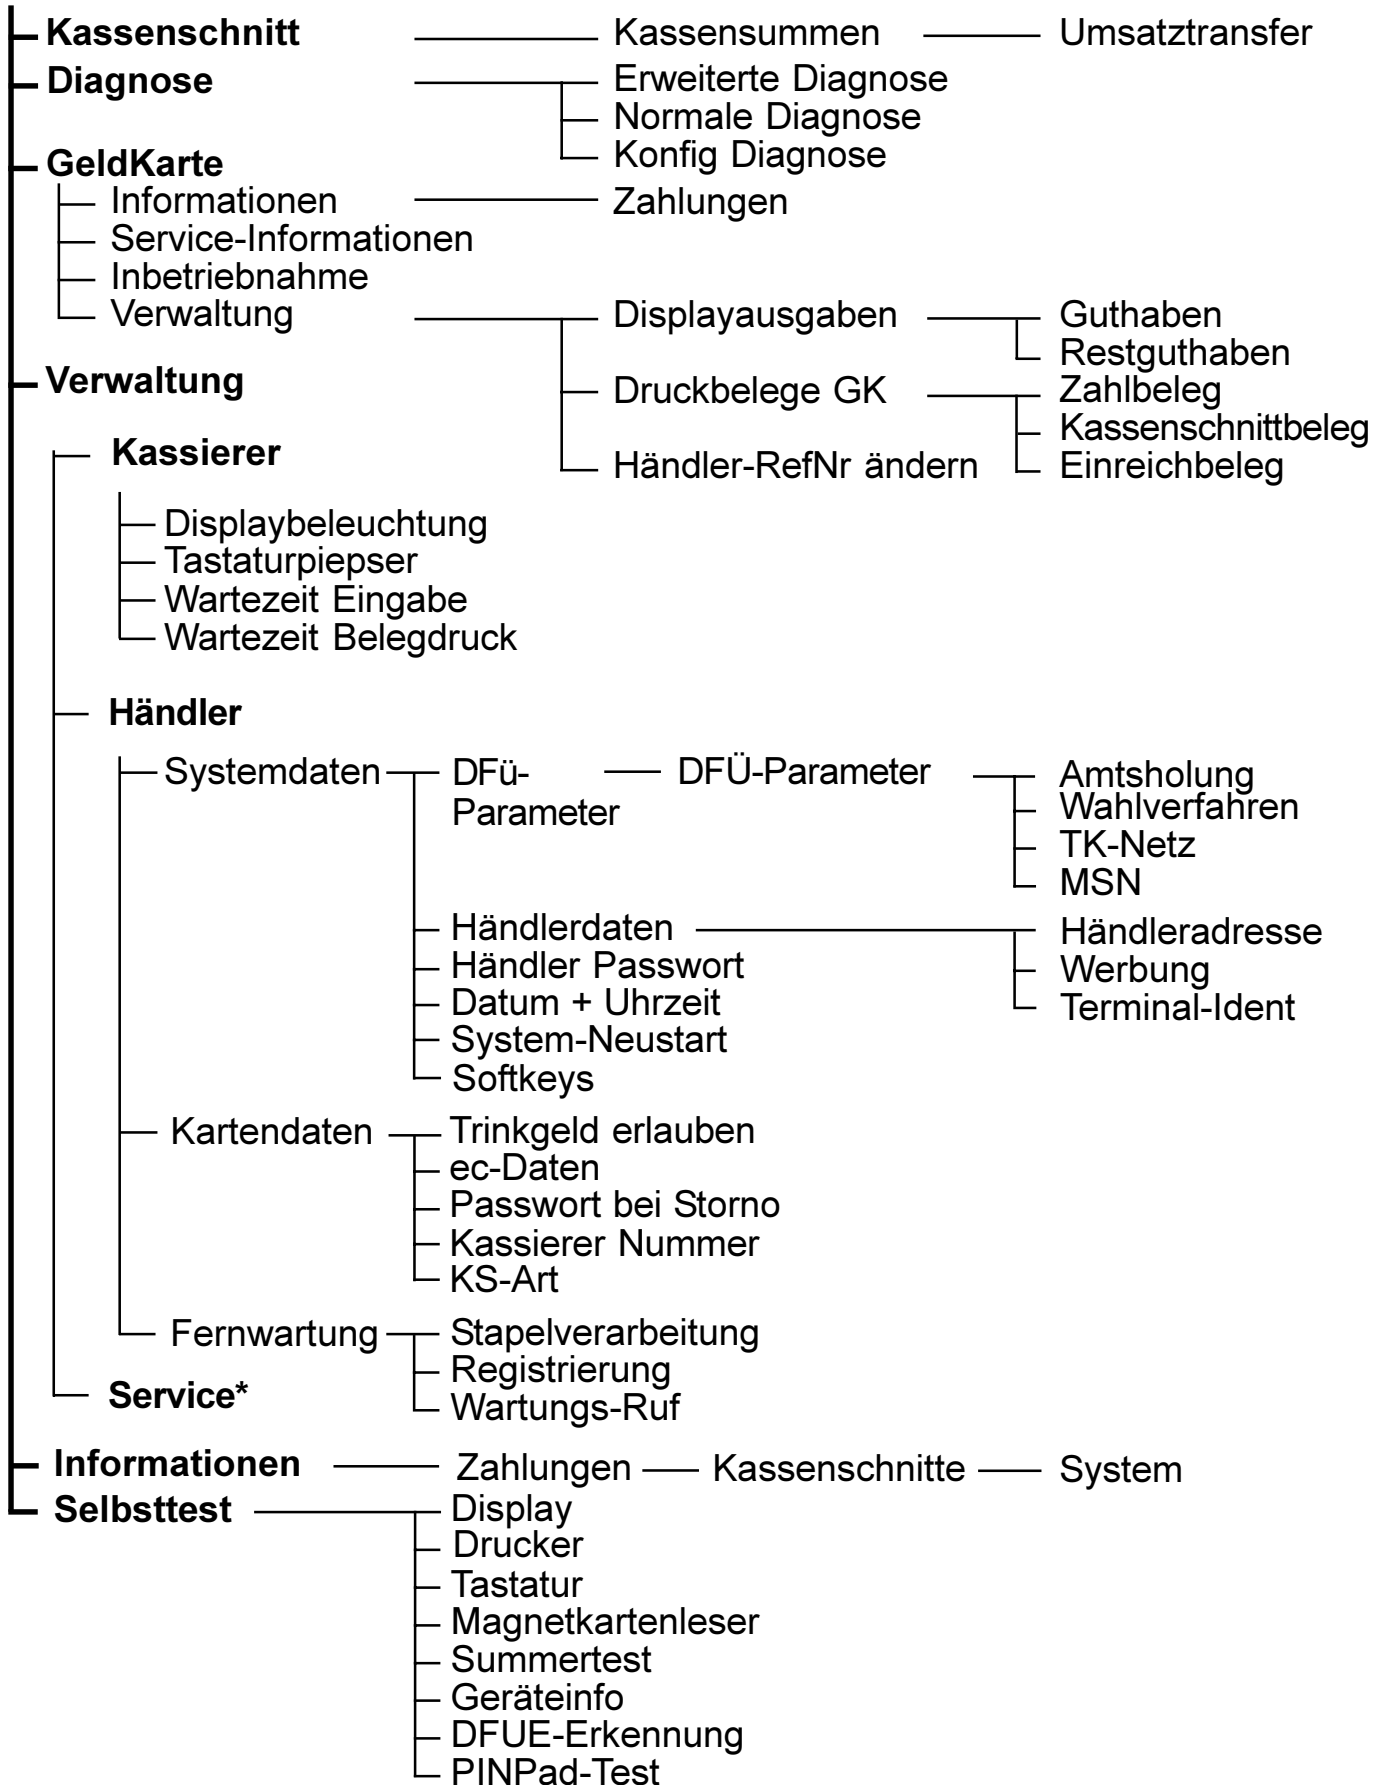 Kassenschnitt Kassensummen Umsatztransfer
Diagnose Erweiterte Diagnose
Normale Diagnose
Konfig Diagnose
GeldKarte
Informationen Zahlungen
Service-Informationen
Inbetriebnahme
Verwaltung Displayausgaben Guthaben
Restguthaben
Verwaltung Druckbelege GK Zahlbeleg
Kassenschnittbeleg
Kassierer Händler-RefNr ändern Einreichbeleg
Displaybeleuchtung
Tastaturpiepser
Wartezeit Eingabe
Wartezeit Belegdruck
Händler
Systemdaten DFü- DFÜ-Parameter Amtsholung
Parameter Wahlverfahren
TK-Netz
MSN
Händlerdaten Händleradresse
Händler Passwort Werbung
Datum + Uhrzeit Terminal-Ident
System-Neustart
Softkeys
Kartendaten Trinkgeld erlauben
ec-Daten
Passwort bei Storno
Kassierer Nummer
KS-Art
Fernwartung Stapelverarbeitung
Registrierung
Service* Wartungs-Ruf
Informationen Zahlungen Kassenschnitte System
Selbsttest Display
Drucker
Tastatur
Magnetkartenleser
Summertest
Geräteinfo
DFUE-Erkennung
PINPad-Test